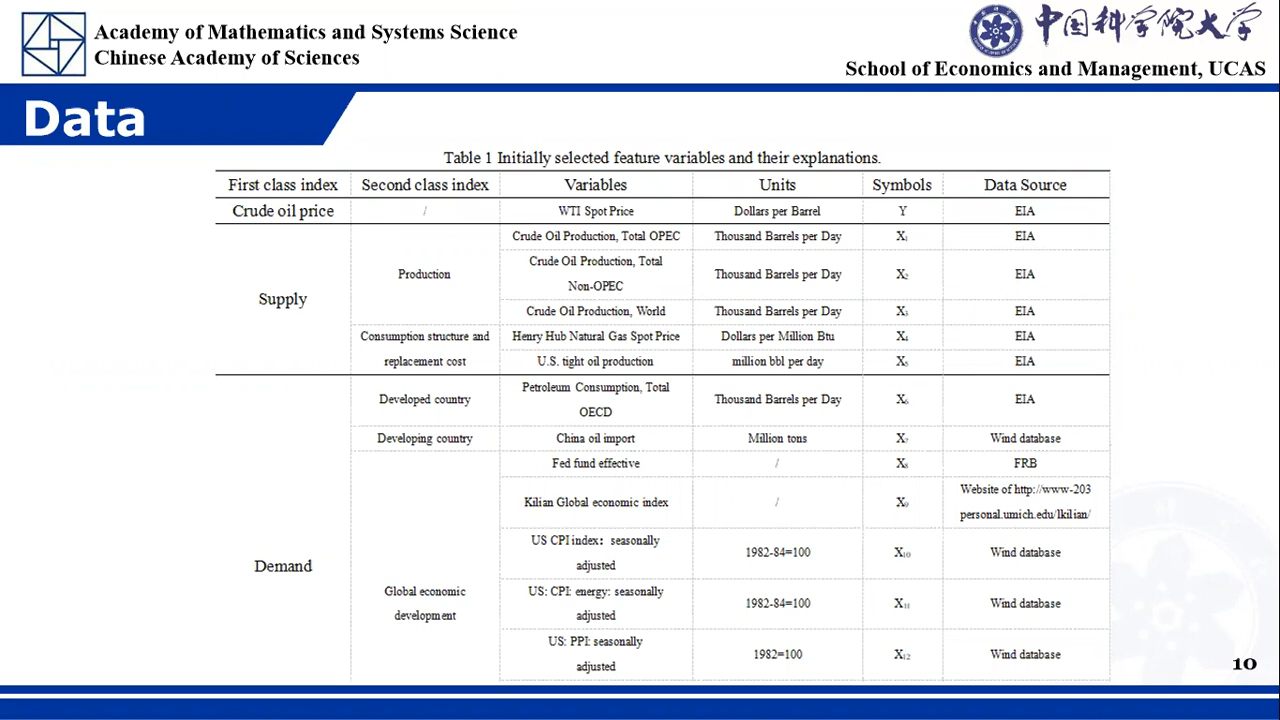 Academy of Mathematics and Systems Science
Chinese Academy of Sciences
中国科学院大学
School of Economics and Management, UCAS
Data
Table 1 Initially selected feature variables and their explanations.
First class index Second class index Variables Units Symbols Data Source
Crude oil price / WTI Spot Price Dollars per Barrel Y EIA
Supply
Production
Crude Oil Production, Total OPEC Thousand Barrels per Day X1 EIA
Crude Oil Production, Total
Non-OPEC
Thousand Barrels per Day X2 EIA
Crude Oil Production, World Thousand Barrels per Day X3 EIA
Consumption structure and
replacement cost
Henry Hub Natural Gas Spot Price Dollars per Million Btu X4 EIA
U.S. tight oil production million bbl per day X5 EIA
Demand
Developed country
Petroleum Consumption, Total
OECD
Thousand Barrels per Day X6 EIA
Developing country China oil import Million tons X7 Wind database
Global economic
development
Fed fund effective / X8 FRB
Kilian Global economic index / X9
Website of http://www-203
personal.umich.edu/lkilian/
US CPI index：seasonally
adjusted
1982-84=100 X10 Wind database
US: CPI: energy: seasonally
adjusted
1982-84=100 X11 Wind database
US: PPI: seasonally
adjusted
1982=100 X12 Wind database
10